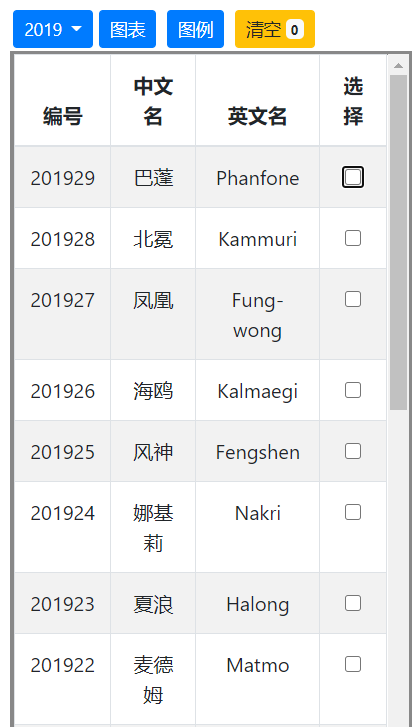 2019 图表 图例 清空 0
编号 中文名 英文名 选择
201929 巴蓬 Phanfone
201928 北冕 Kammuri
201927 凤凰 Fung-wong
201926 海鸥 Kalmaegi
201925 风神 Fengshen
201924 娜基莉 Nakri
201923 夏浪 Halong
201922 麦德姆 Matmo